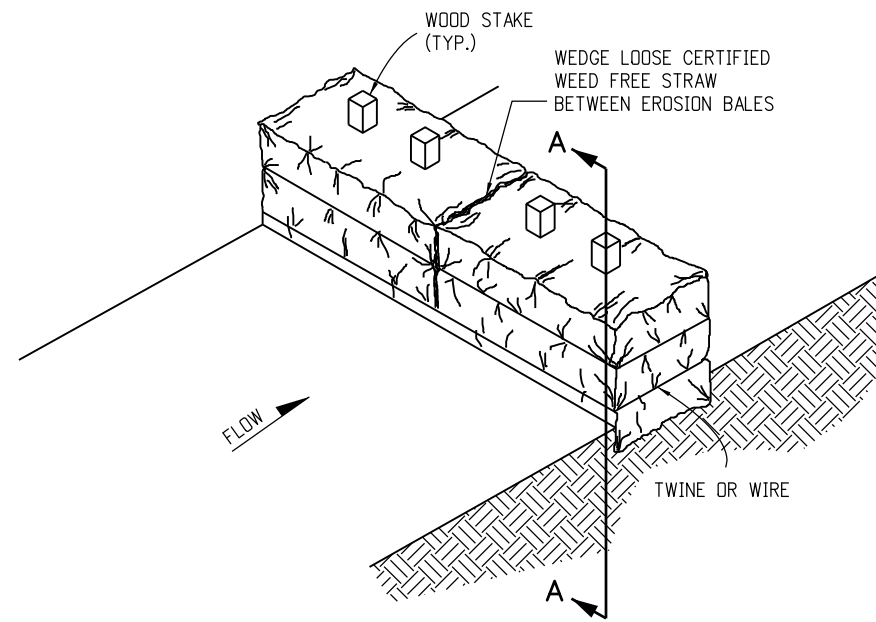 WOOD STAKE
(TYP.)
WEDGE LOOSE CERTIFIED
WEED FREE STRAW
BETWEEN EROSION BALES
A
FLOW
TWINE OR WIRE
A